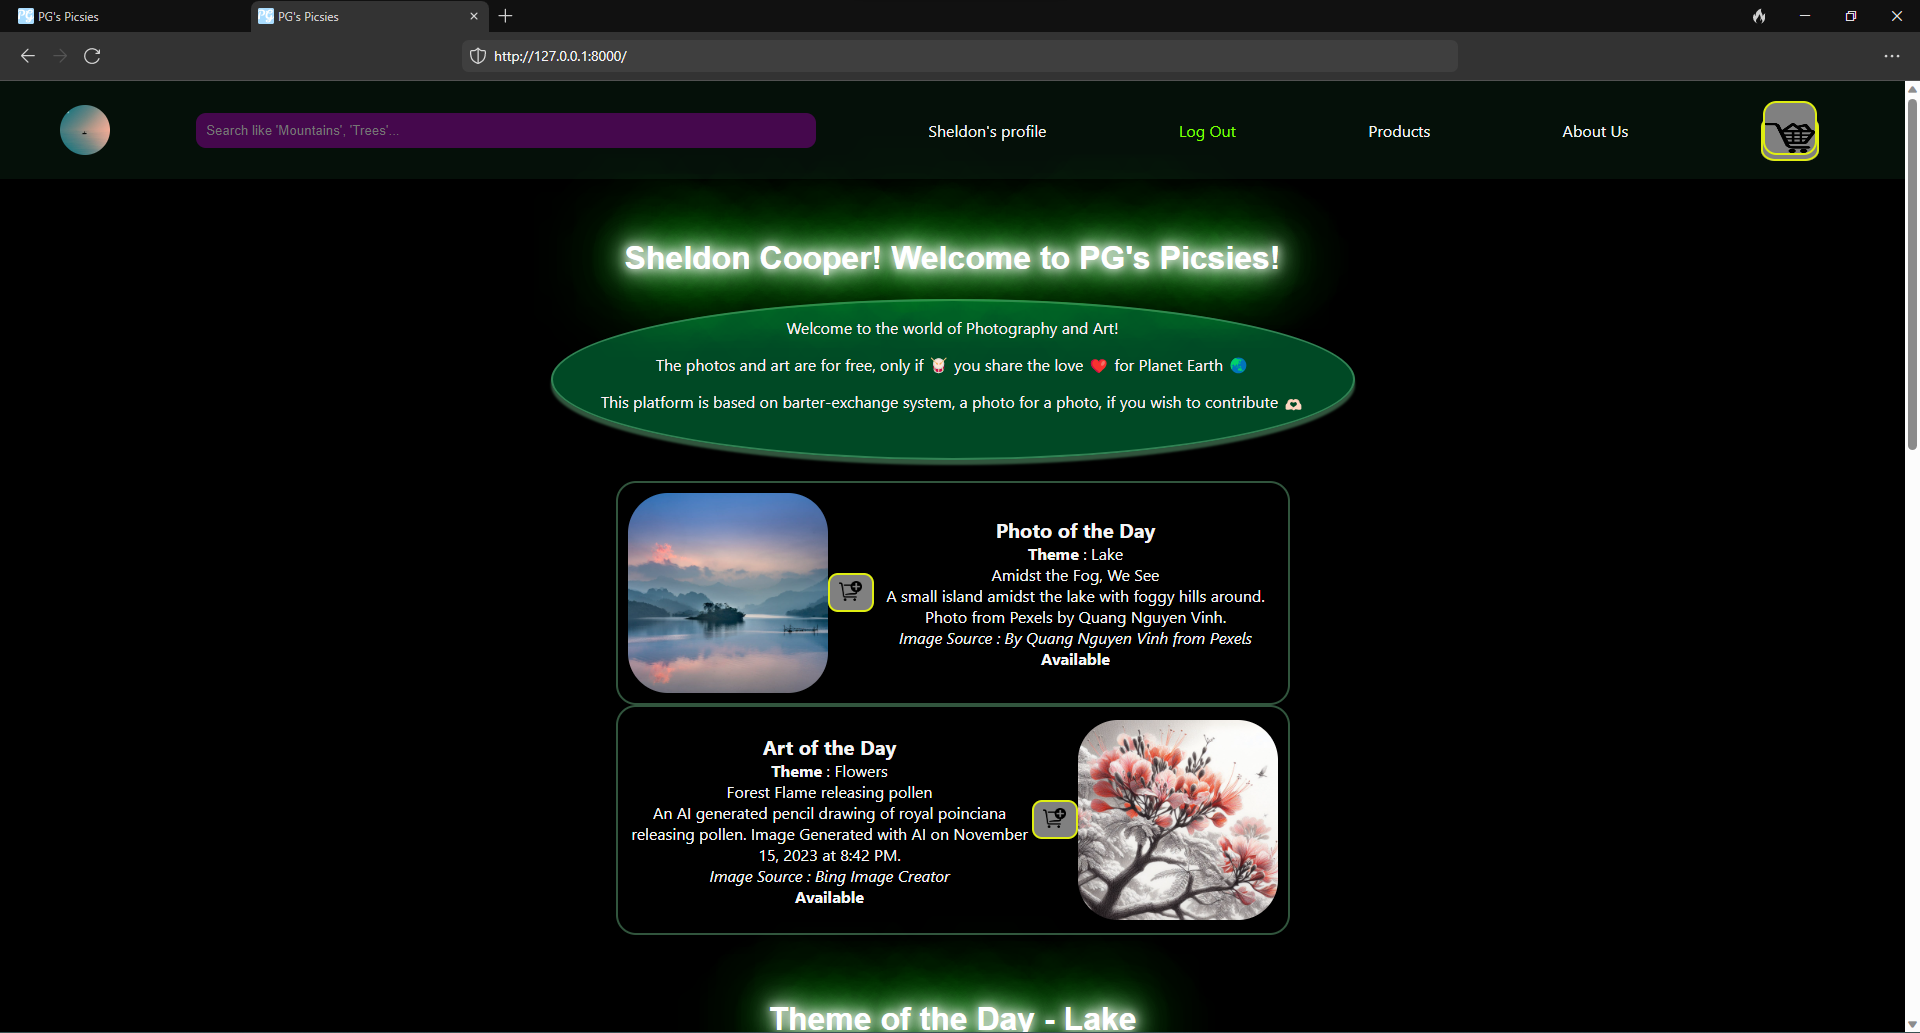 PG's Picsies
PG's Picsies
http://127.0.0.1:8000/
Search like 'Mountains', 'Trees'...
Sheldon's profile
Log Out
Products
About Us
Sheldon Cooper! Welcome to PG's Picsies!
Welcome to the world of Photography and Art!
The photos and art are for free, only if 🥛 you share the love ❤️ for Planet Earth 🌏
This platform is based on barter-exchange system, a photo for a photo, if you wish to contribute 🫶🏻
Photo of the Day
Theme : Lake
Amidst the Fog, We See
A small island amidst the lake with foggy hills around.
Photo from Pexels by Quang Nguyen Vinh.
Image Source : By Quang Nguyen Vinh from Pexels
Available
Art of the Day
Theme : Flowers
Forest Flame releasing pollen
An AI generated pencil drawing of royal poinciana
releasing pollen. Image Generated with AI on November
15, 2023 at 8:42 PM.
Image Source : Bing Image Creator
Available
Theme of the Day - Lake